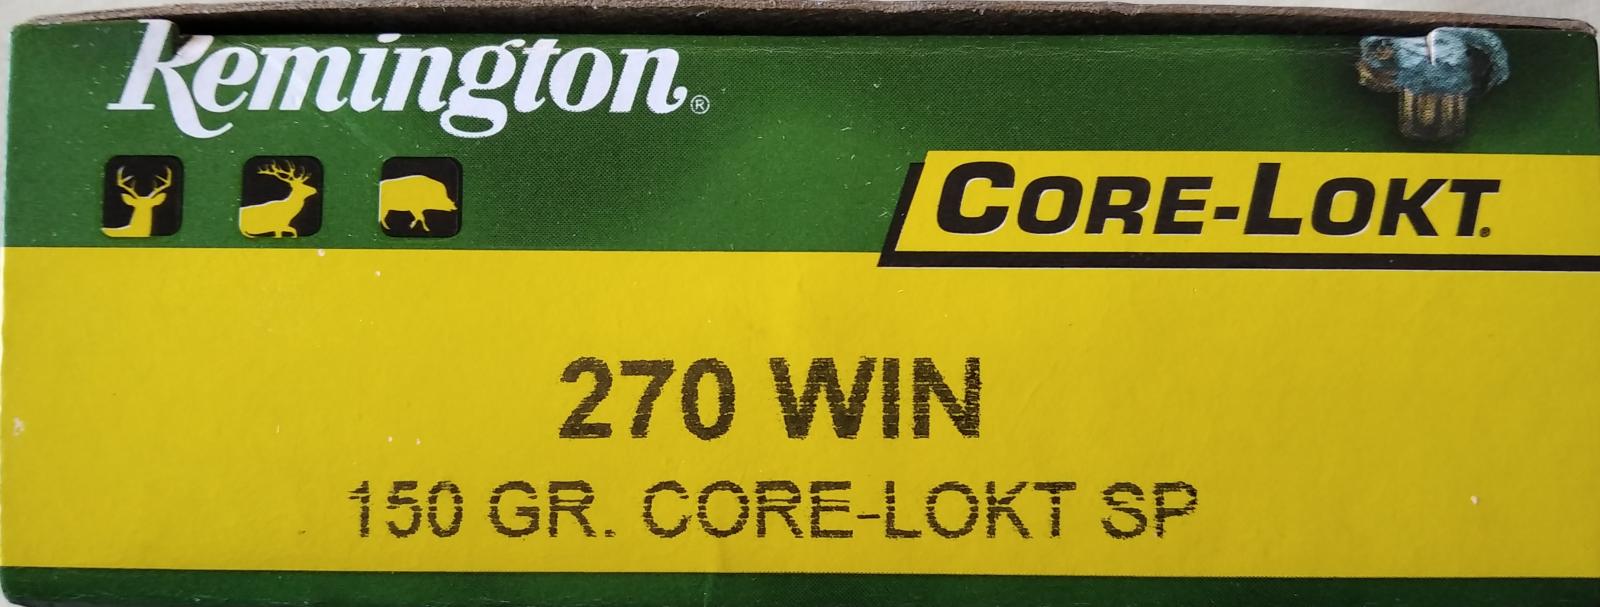 Remington®
CORE-LOKT®
270 WIN
150 GR. CORE-LOKT SP